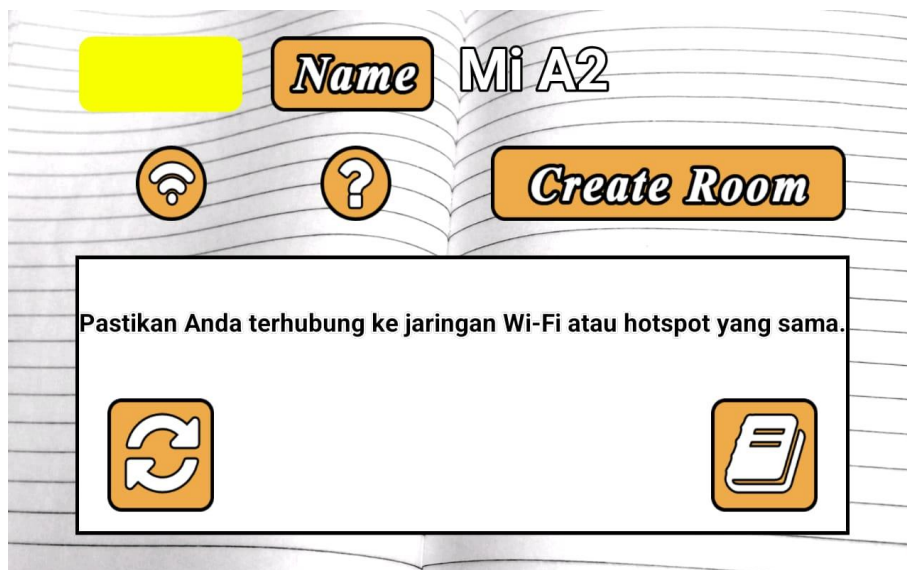 Name Mi A2
?
Create Room
Pastikan Anda terhubung ke jaringan Wi-Fi atau hotspot yang sama.